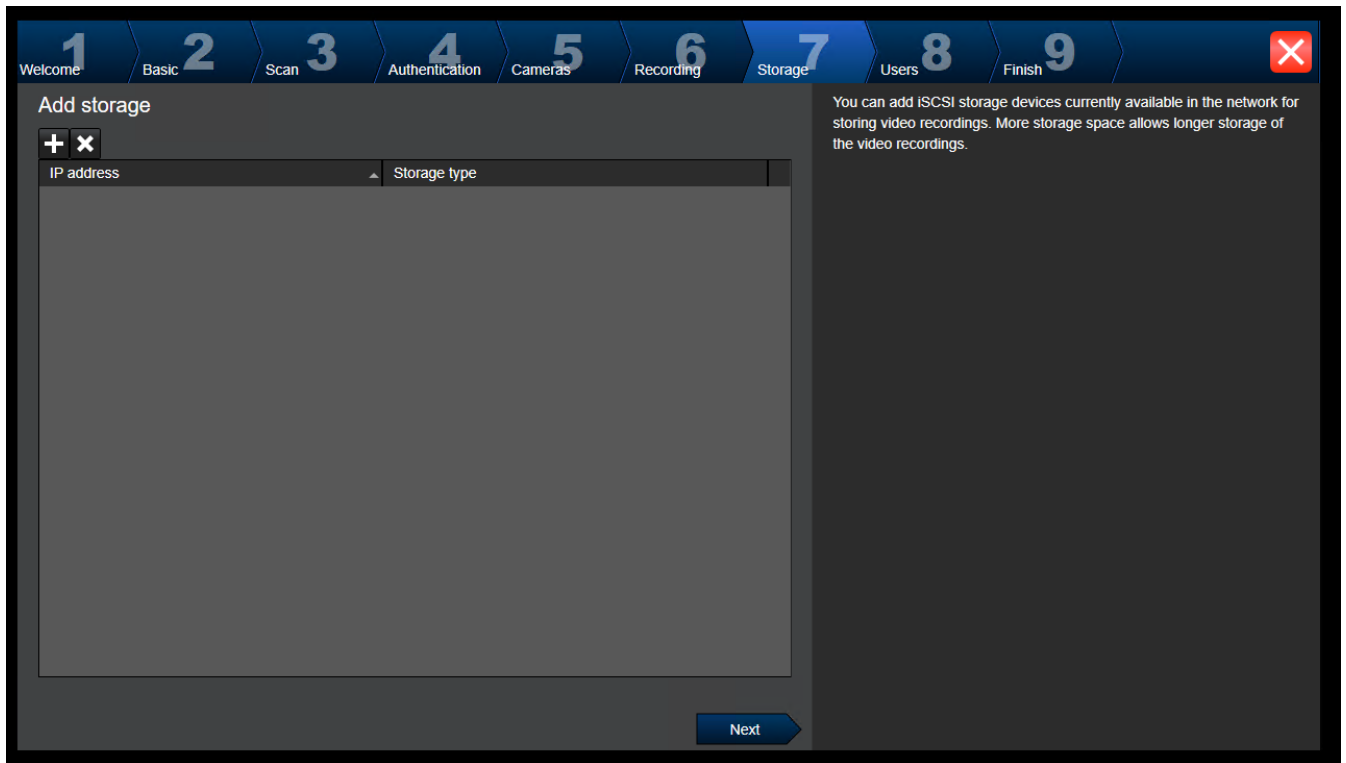 1 2 3 4 5 6 7 8 9
Welcome Basic Scan Authentication Cameras Recording Storage Users Finish
Add storage
IP address Storage type
Next
You can add iSCSI storage devices currently available in the network for
storing video recordings. More storage space allows longer storage of
the video recordings.